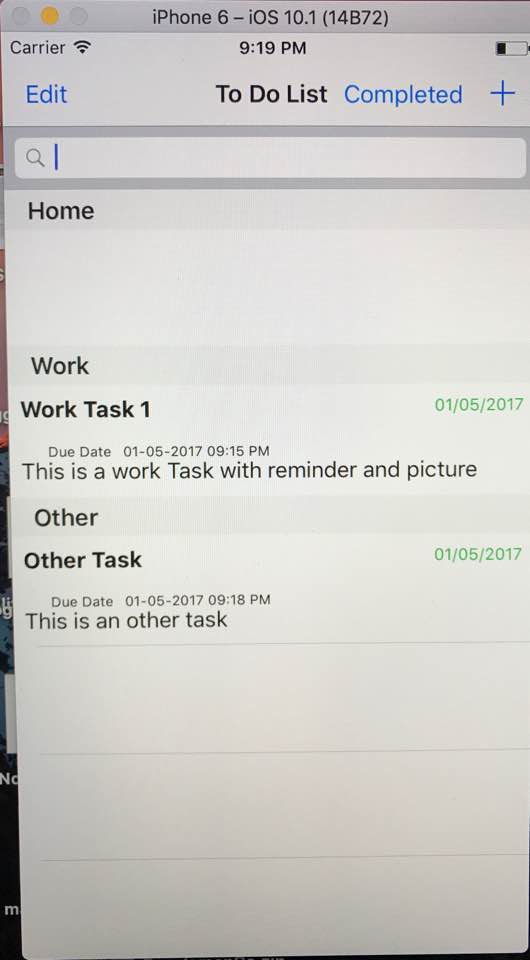 iPhone 6 – iOS 10.1 (14B72)
Carrier 9:19 PM
Edit To Do List Completed +
Home
Work
Work Task 1 01/05/2017
Due Date 01-05-2017 09:15 PM
This is a work Task with reminder and picture
Other
Other Task 01/05/2017
Due Date 01-05-2017 09:18 PM
This is an other task